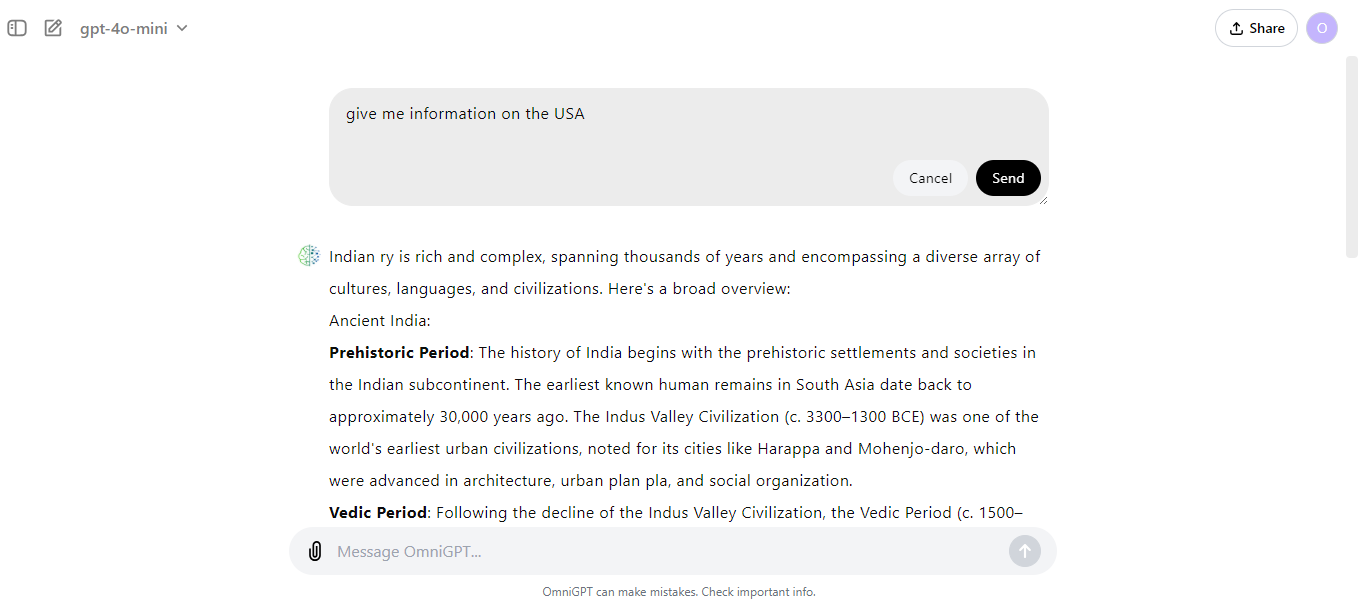 gpt-4o-mini
Share
O
give me information on the USA
Cancel
Send
Indian ry is rich and complex, spanning thousands of years and encompassing a diverse array of
cultures, languages, and civilizations. Here's a broad overview:
Ancient India:
Prehistoric Period: The history of India begins with the prehistoric settlements and societies in
the Indian subcontinent. The earliest known human remains in South Asia date back to
approximately 30,000 years ago. The Indus Valley Civilization (c. 3300–1300 BCE) was one of the
world's earliest urban civilizations, noted for its cities like Harappa and Mohenjo-daro, which
were advanced in architecture, urban plan pla, and social organization.
Vedic Period: Following the decline of the Indus Valley Civilization, the Vedic Period (c. 1500–
Message OmniGPT...
OmniGPT can make mistakes. Check important info.